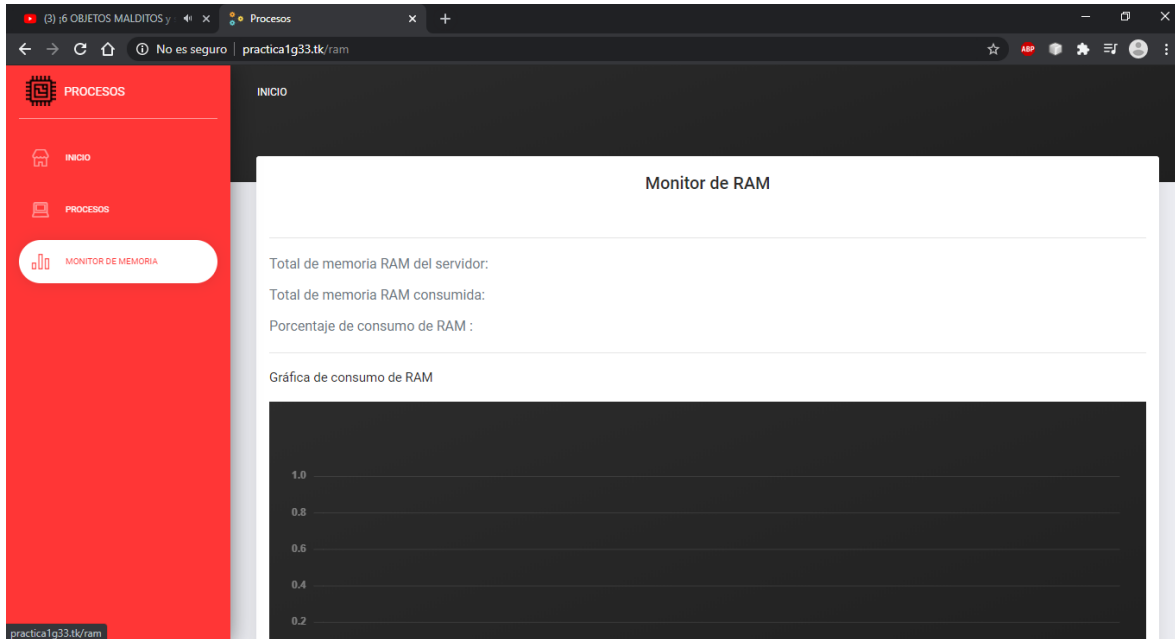 (3) ¡6 OBJETOS MALDITOS y
Procesos
No es seguro | practica1g33.tk/ram
ABP
PROCESOS
INICIO
INICIO
PROCESOS
MONITOR DE MEMORIA
Monitor de RAM
Total de memoria RAM del servidor:
Total de memoria RAM consumida:
Porcentaje de consumo de RAM :
Gráfica de consumo de RAM
1.0
0.8
0.6
0.4
0.2
practica1g33.tk/ram